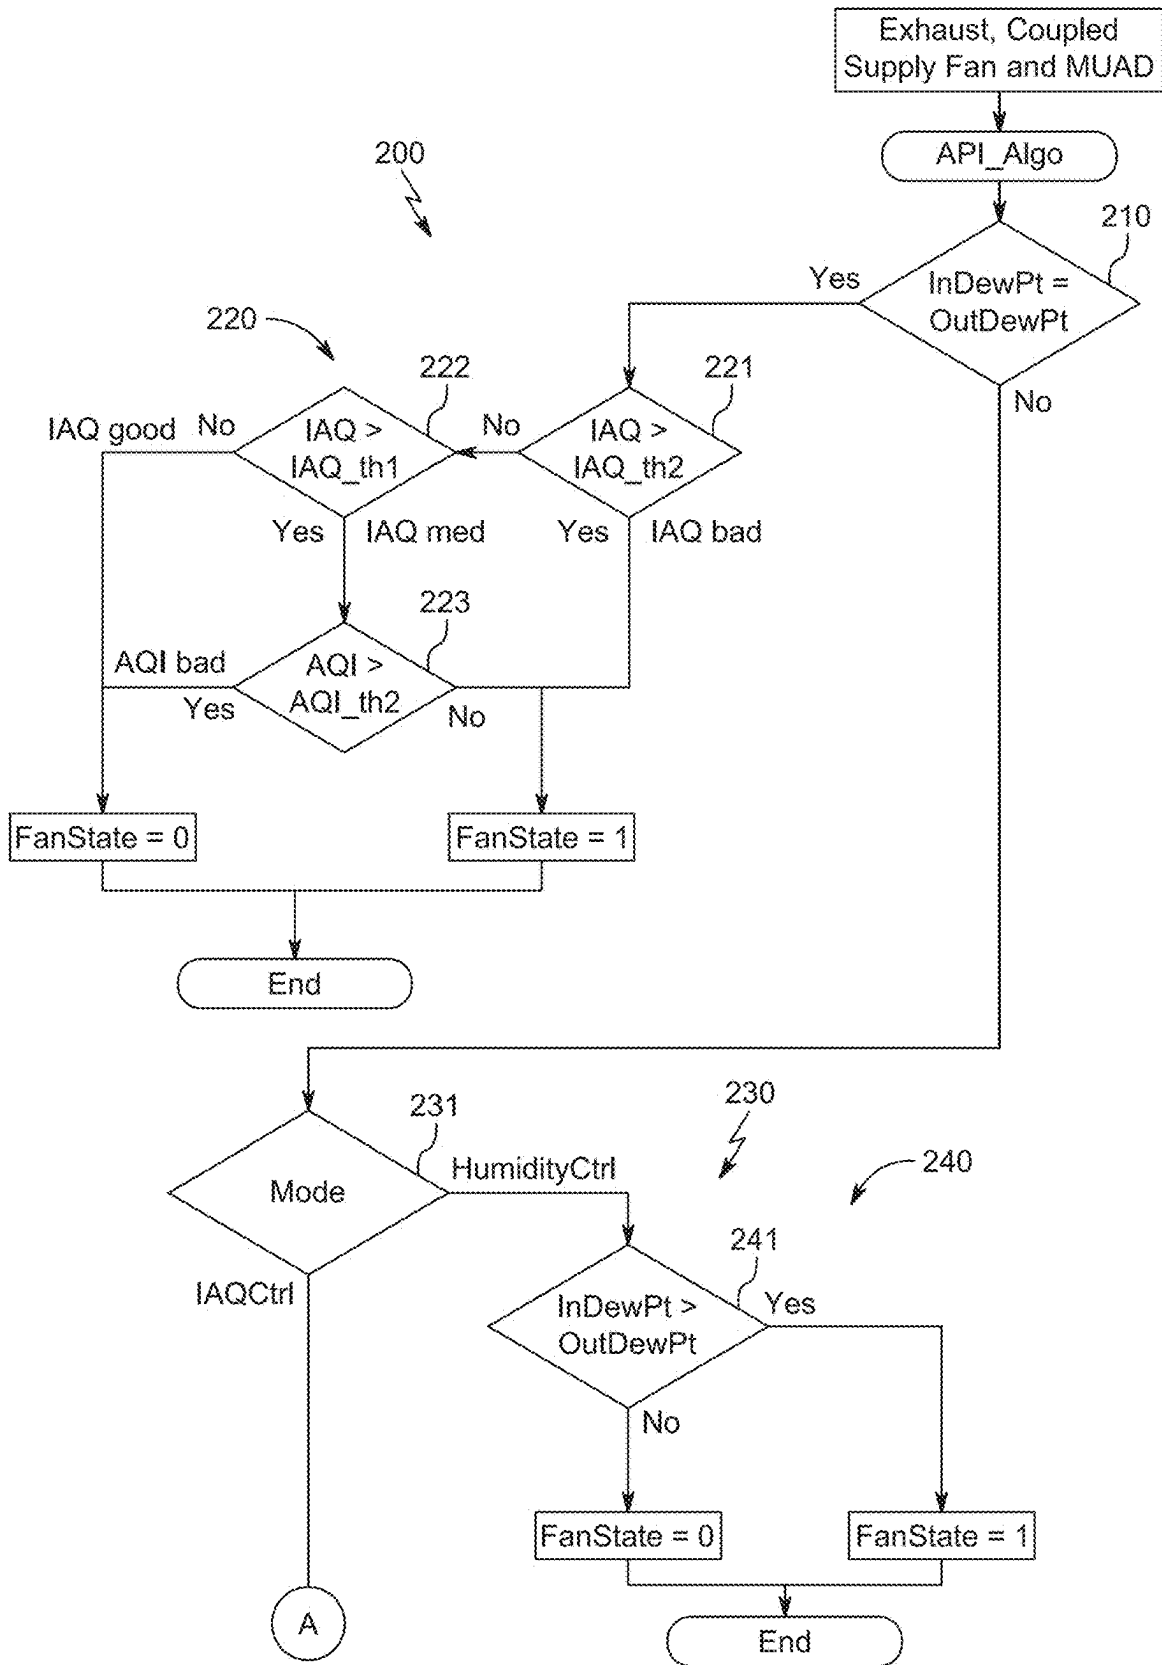 Exhaust, Coupled
Supply Fan and MUAD
API_Algo
200
210
InDewPt =
OutDewPt
Yes
No
220
222
221
IAQ good
No
IAQ >
IAQ_th1
No
IAQ >
IAQ_th2
Yes
IAQ med
Yes
IAQ bad
223
AQI bad
Yes
AQI >
AQI_th2
No
FanState = 0
FanState = 1
End
231
230
240
Mode
HumidityCtrl
IAQCtrl
241
InDewPt >
OutDewPt
Yes
No
FanState = 0
FanState = 1
A
End